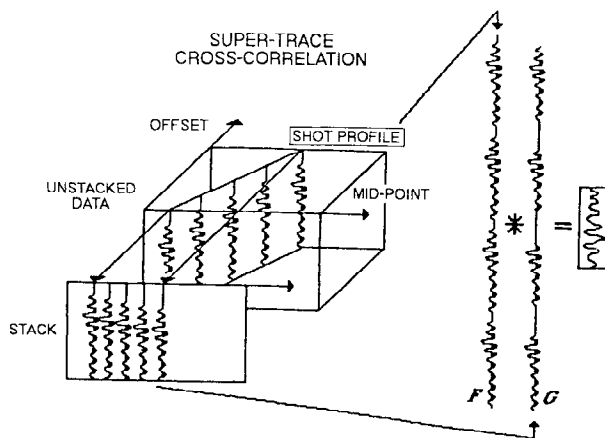 SUPER-TRACE
CROSS-CORRELATION
OFFSET
SHOT PROFILE
UNSTACKED
DATA
MID-POINT
* =
STACK
F G